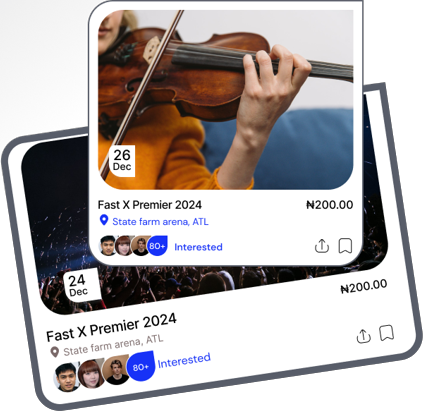 26
Dec
Fast X Premier 2024
₦200.00
State farm arena, ATL
80+
Interested
24
Dec
Fast X Premier 2024
₦200.00
State farm arena, ATL
80+
Interested